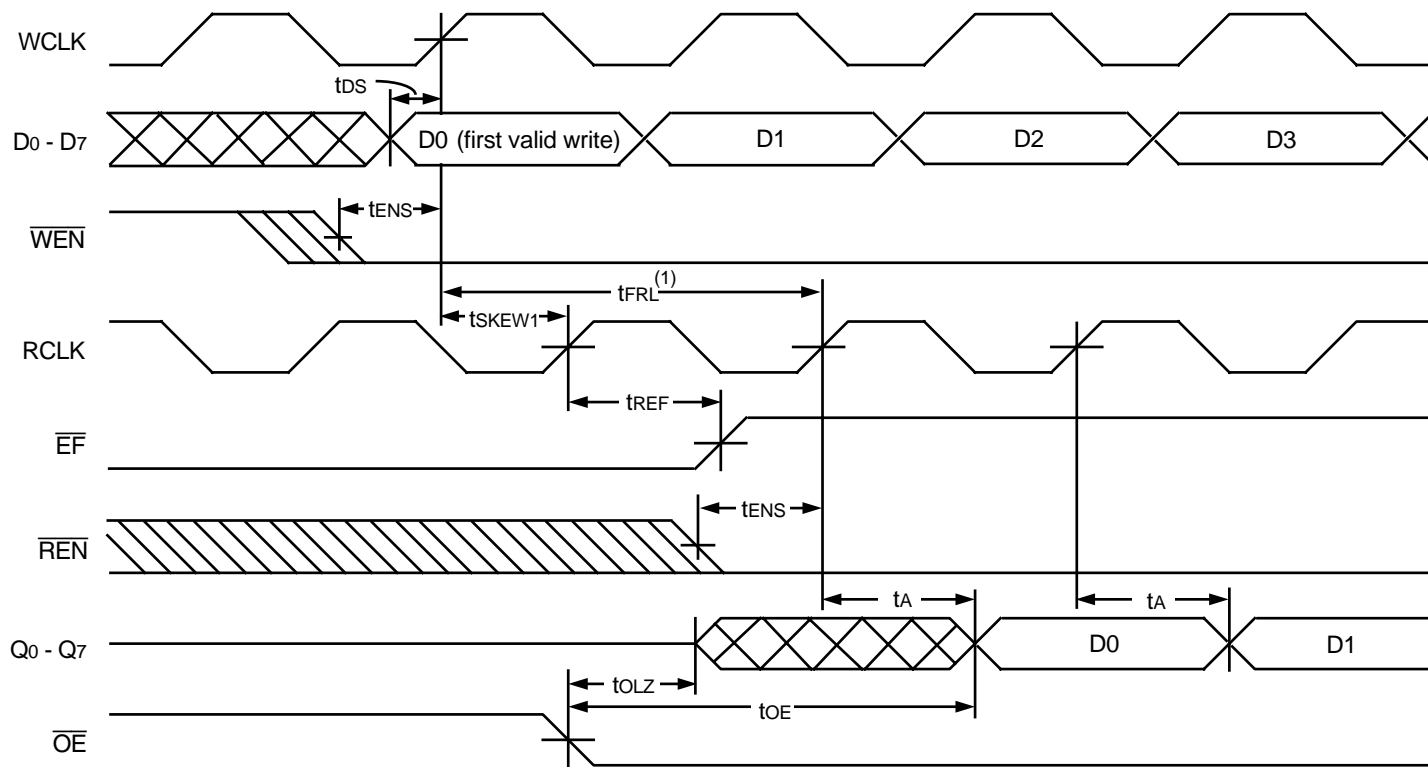 WCLK
tDS
D0 - D7
D0 (first valid write)
D1
D2
D3
tENS
WEN
tFRL(1)
tSKEW1
RCLK
tREF
EF
tENS
REN
tA
tA
Q0 - Q7
D0
D1
tOLZ
tOE
OE